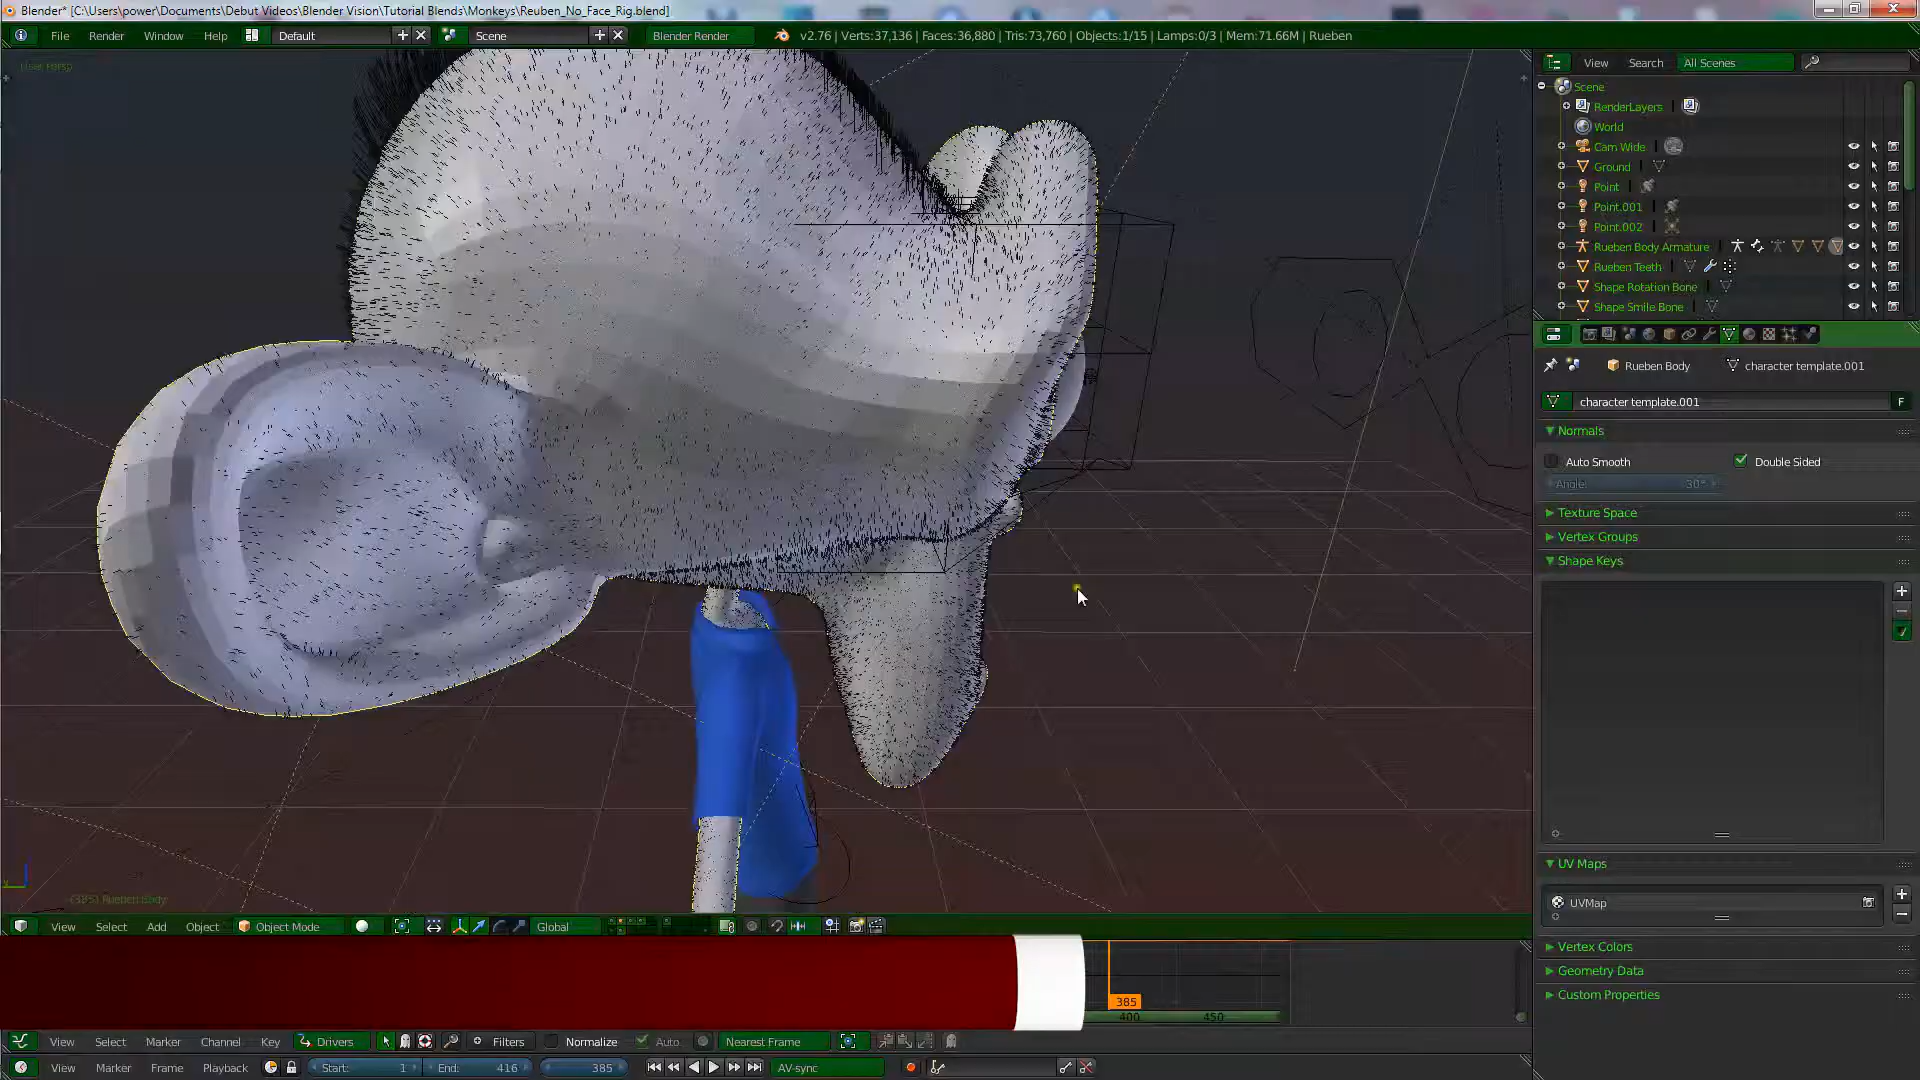 Blender* [C:\Users\power\Documents\Debut Videos\Blender Vision\Tutorial Blends\Monkeys\Reuben_No_Face_Rig.blend]
File Render Window Help Default Scene Blender Render v2.76 | Verts:37,136 | Faces:36,880 | Tris:73,760 | Objects:1/15 | Lamps:0/3 | Mem:71.66M | Rueben
User Persp
View Search All Scenes
Scene
RenderLayers
World
Cam Wide
Ground
Point
Point.001
Point.002
Rueben Body Armature
Rueben Teeth
Shape Rotation Bone
Shape Smile Bone
Rueben Body character template.001
character template.001 F
Normals
Auto Smooth Double Sided
Angle: 30°
Texture Space
Vertex Groups
Shape Keys
UV Maps
UVMap
Vertex Colors
Geometry Data
Custom Properties
(385) Rueben Body
View Select Add Object Object Mode Global
385
400 450
View Select Marker Channel Key Drivers Filters Normalize Auto Nearest Frame
View Marker Frame Playback Start: 1 End: 416 385 AV-sync